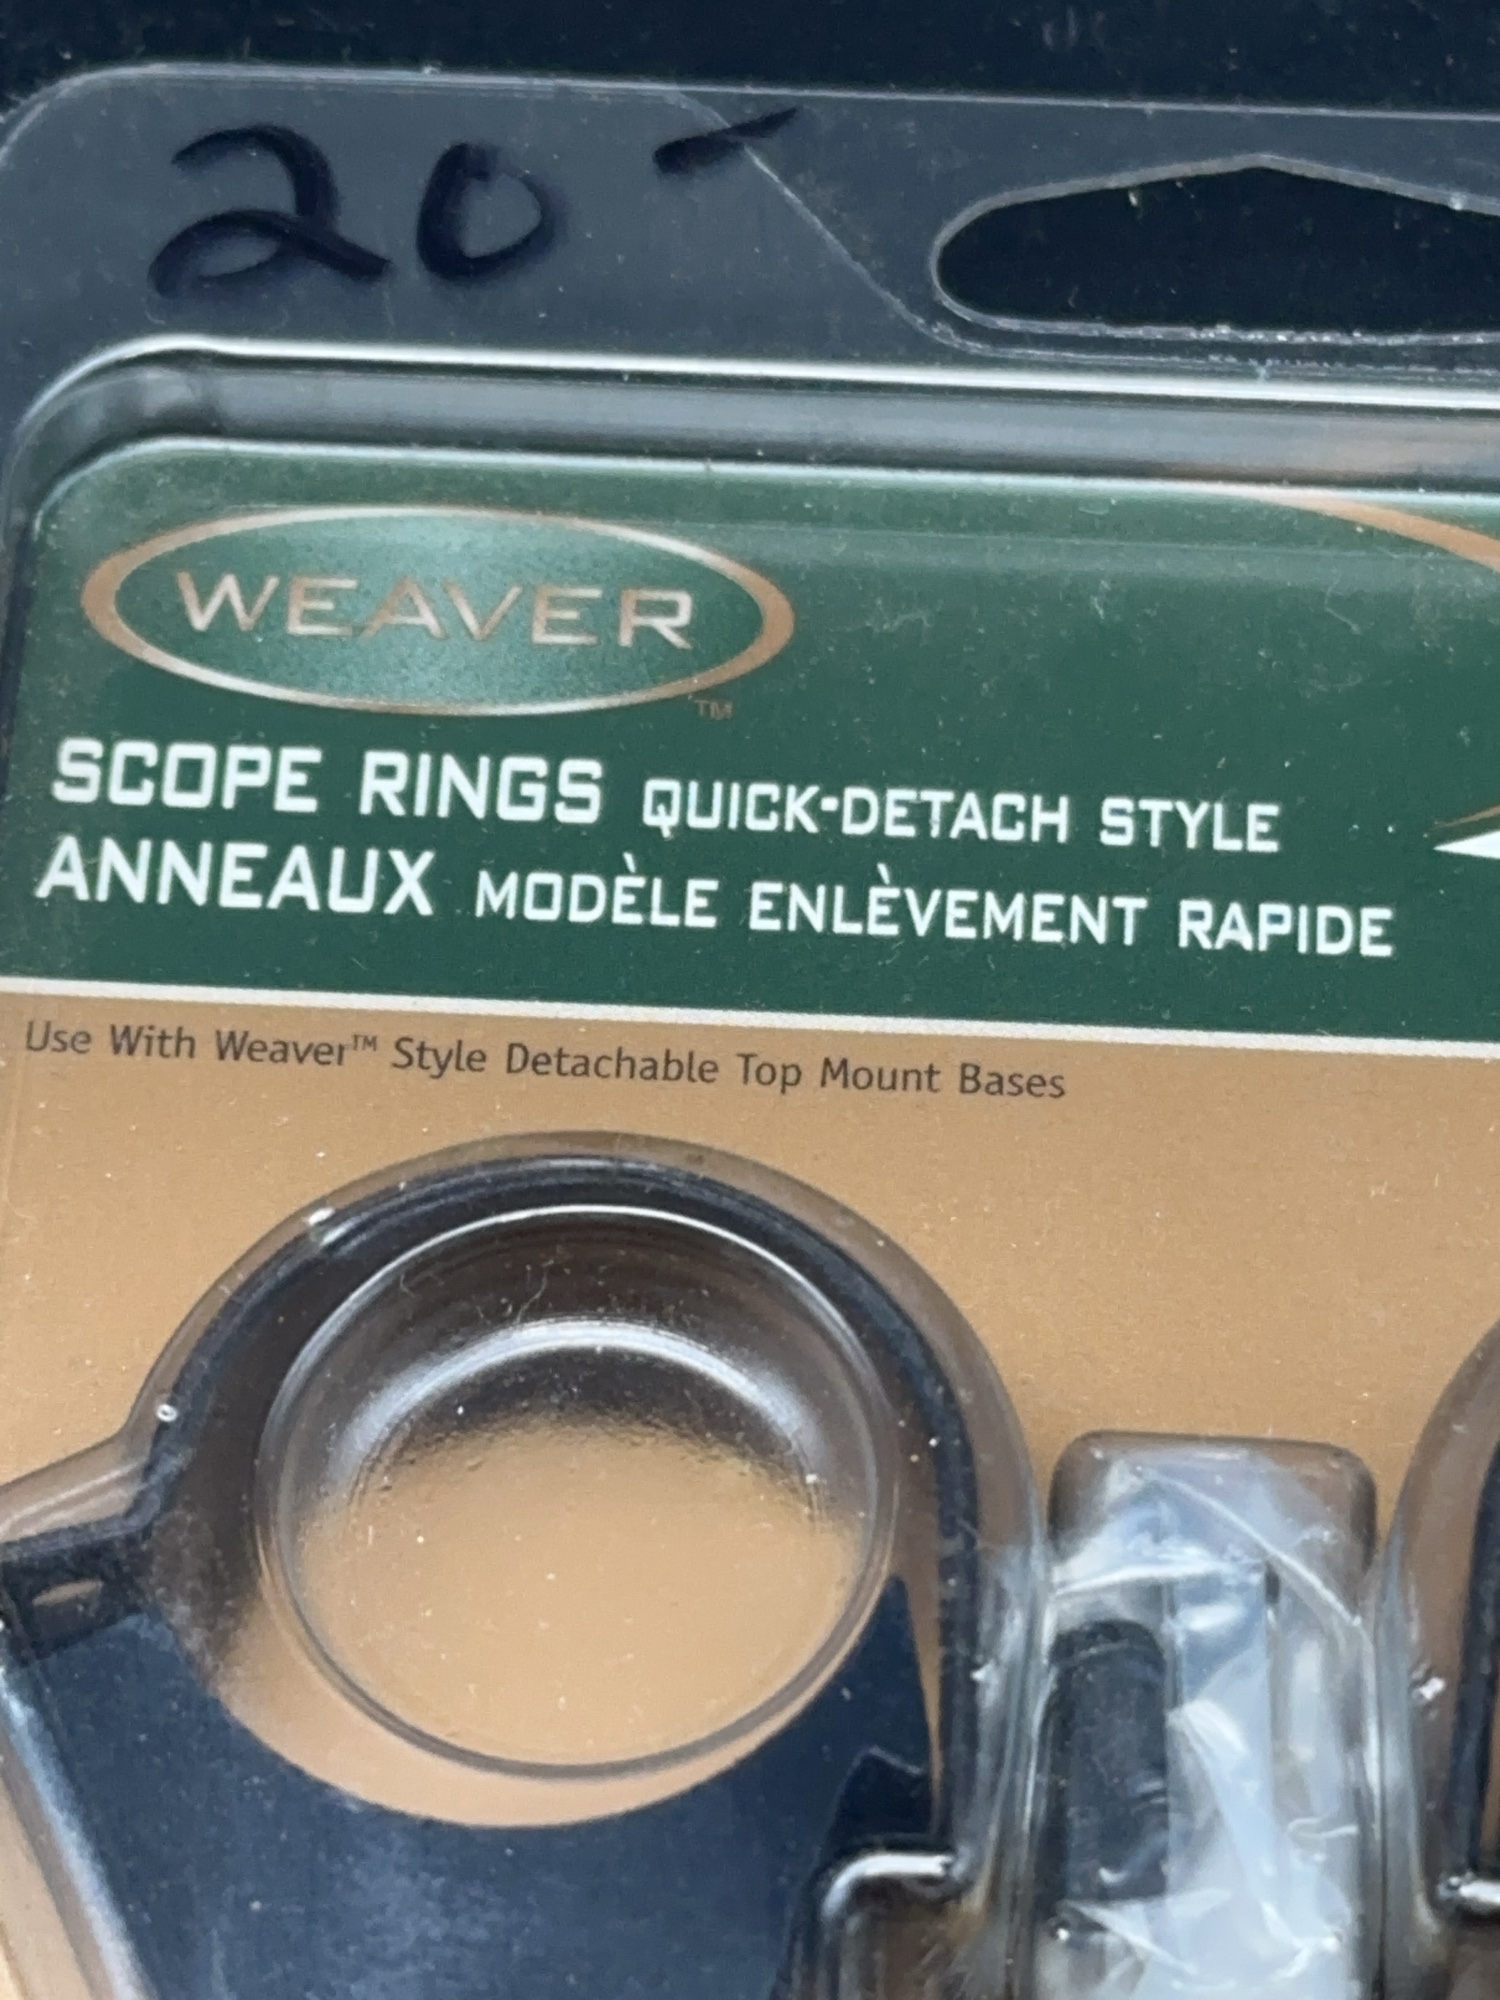 20 -
WEAVER
TM
SCOPE RINGS QUICK-DETACH STYLE
ANNEAUX MODÈLE ENLÈVEMENT RAPIDE
Use With Weaver™ Style Detachable Top Mount Bases